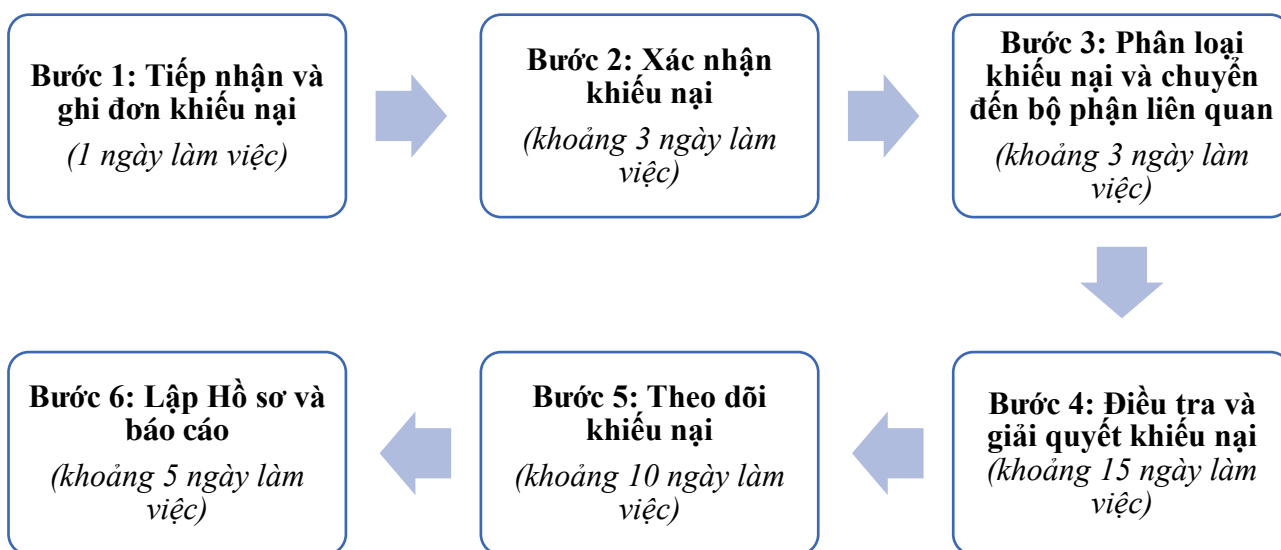 Bước 1: Tiếp nhận và
ghi đơn khiếu nại
(1 ngày làm việc)
Bước 2: Xác nhận
khiếu nại
(khoảng 3 ngày làm
việc)
Bước 3: Phân loại
khiếu nại và chuyển
đến bộ phận liên quan
(khoảng 3 ngày làm
việc)
Bước 4: Điều tra và
giải quyết khiếu nại
(khoảng 15 ngày làm
việc)
Bước 5: Theo dõi
khiếu nại
(khoảng 10 ngày làm
việc)
Bước 6: Lập Hồ sơ và
báo cáo
(khoảng 5 ngày làm
việc)